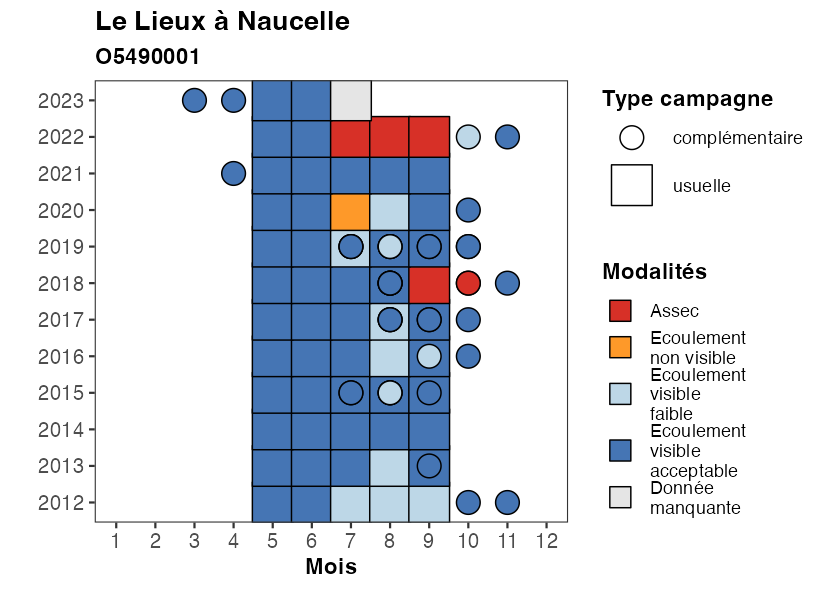 Le Lieux à Naucelle
O5490001
2023
2022
2021
2020
2019
2018
2017
2016
2015
2014
2013
2012
1 2 3 4 5 6 7 8 9 10 11 12
Mois
Type campagne
complémentaire
usuelle
Modalités
Assec
Ecoulement
non visible
Ecoulement
visible
faible
Ecoulement
visible
acceptable
Donnée
manquante